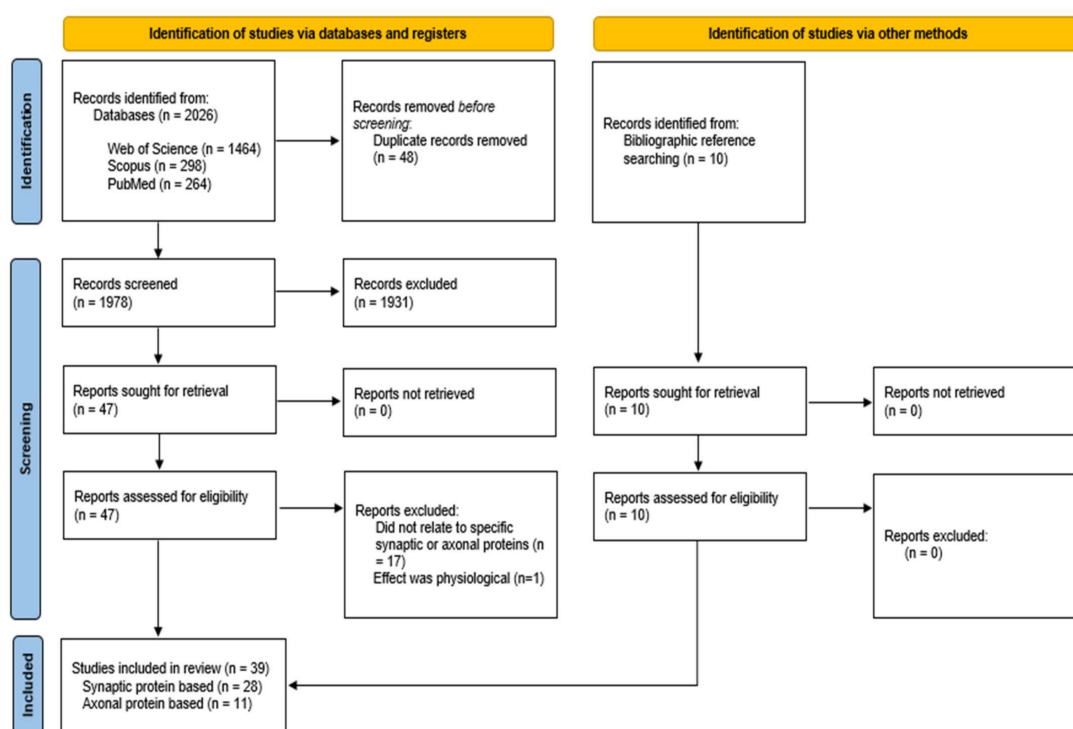 Identification of studies via databases and registers
Identification of studies via other methods
Identification
Records identified from:
Databases (n = 2026)
Web of Science (n = 1464)
Scopus (n = 298)
PubMed (n = 264)
Records removed before
screening:
Duplicate records removed
(n = 48)
Records identified from:
Bibliographic reference
searching (n = 10)
Screening
Records screened
(n = 1978)
Records excluded
(n = 1931)
Reports sought for retrieval
(n = 47)
Reports not retrieved
(n = 0)
Reports sought for retrieval
(n = 10)
Reports not retrieved
(n = 0)
Reports assessed for eligibility
(n = 47)
Reports excluded:
Did not relate to specific
synaptic or axonal proteins (n
= 17)
Effect was physiological (n=1)
Reports assessed for eligibility
(n = 10)
Reports excluded:
(n = 0)
Included
Studies included in review (n = 39)
Synaptic protein based (n = 28)
Axonal protein based (n = 11)